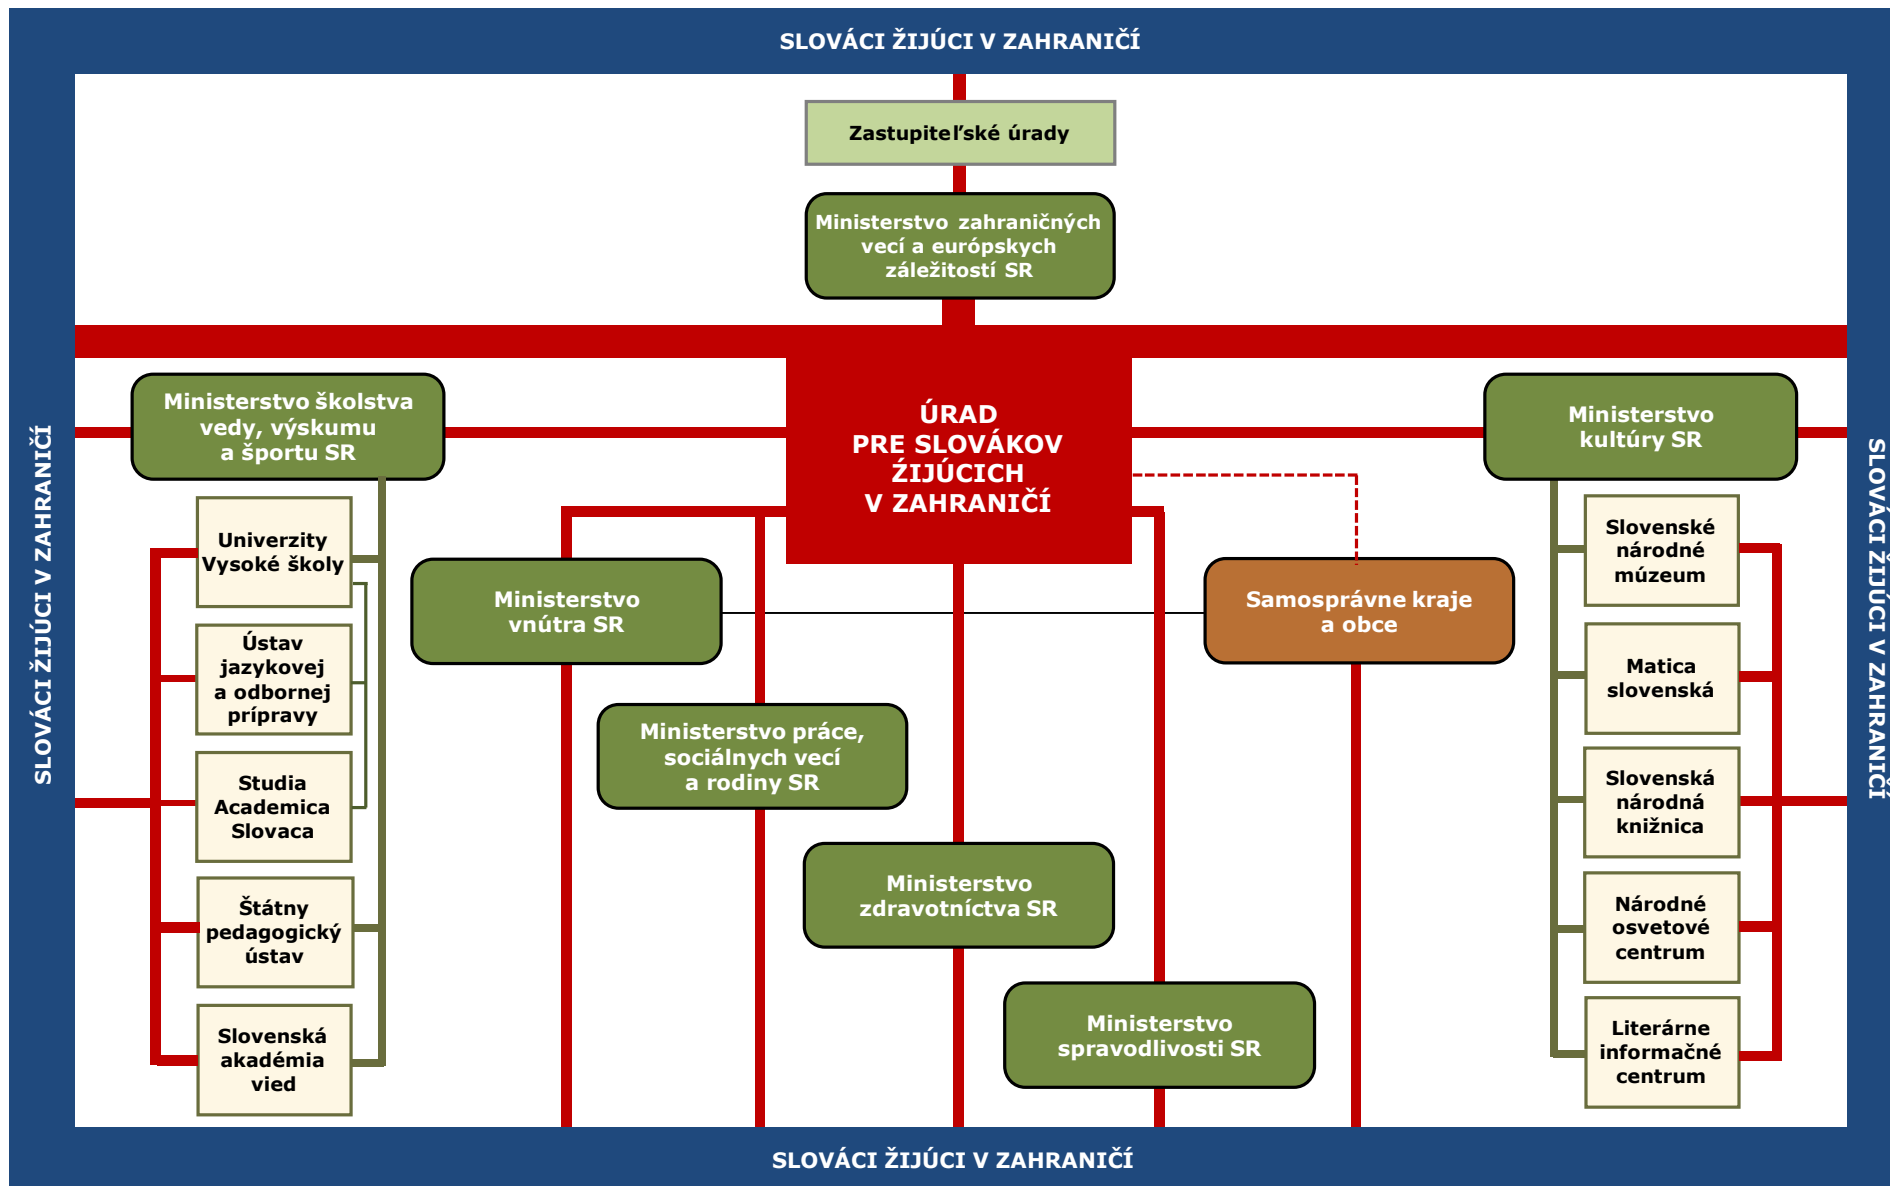 SLOVÁCI ŽIJÚCI V ZAHRANIČÍ
Zastupiteľské úrady
Ministerstvo zahraničných
vecí a európskych
záležitostí SR
SLOVÁCI ŽIJÚCI V ZAHRANIČÍ
Ministerstvo školstva
vedy, výskumu
a športu SR
Univerzity
Vysoké školy
Ústav
jazykovej
a odbornej
prípravy
Studia
Academica
Slovaca
Štátny
pedagogický
ústav
Slovenská
akadémia
vied
ÚRAD
PRE SLOVÁKOV
ŹIJÚCICH
V ZAHRANIČÍ
Ministerstvo
vnútra SR
Ministerstvo práce,
sociálnych vecí
a rodiny SR
Ministerstvo
zdravotníctva SR
Ministerstvo
spravodlivosti SR
Samosprávne kraje
a obce
Ministerstvo
kultúry SR
Slovenské
národné
múzeum
Matica
slovenská
Slovenská
národná
knižnica
Národné
osvetové
centrum
Literárne
informačné
centrum
SLOVÁCI ŽIJÚCI V ZAHRANIČÍ
SLOVÁCI ŽIJÚCI V ZAHRANIČÍ